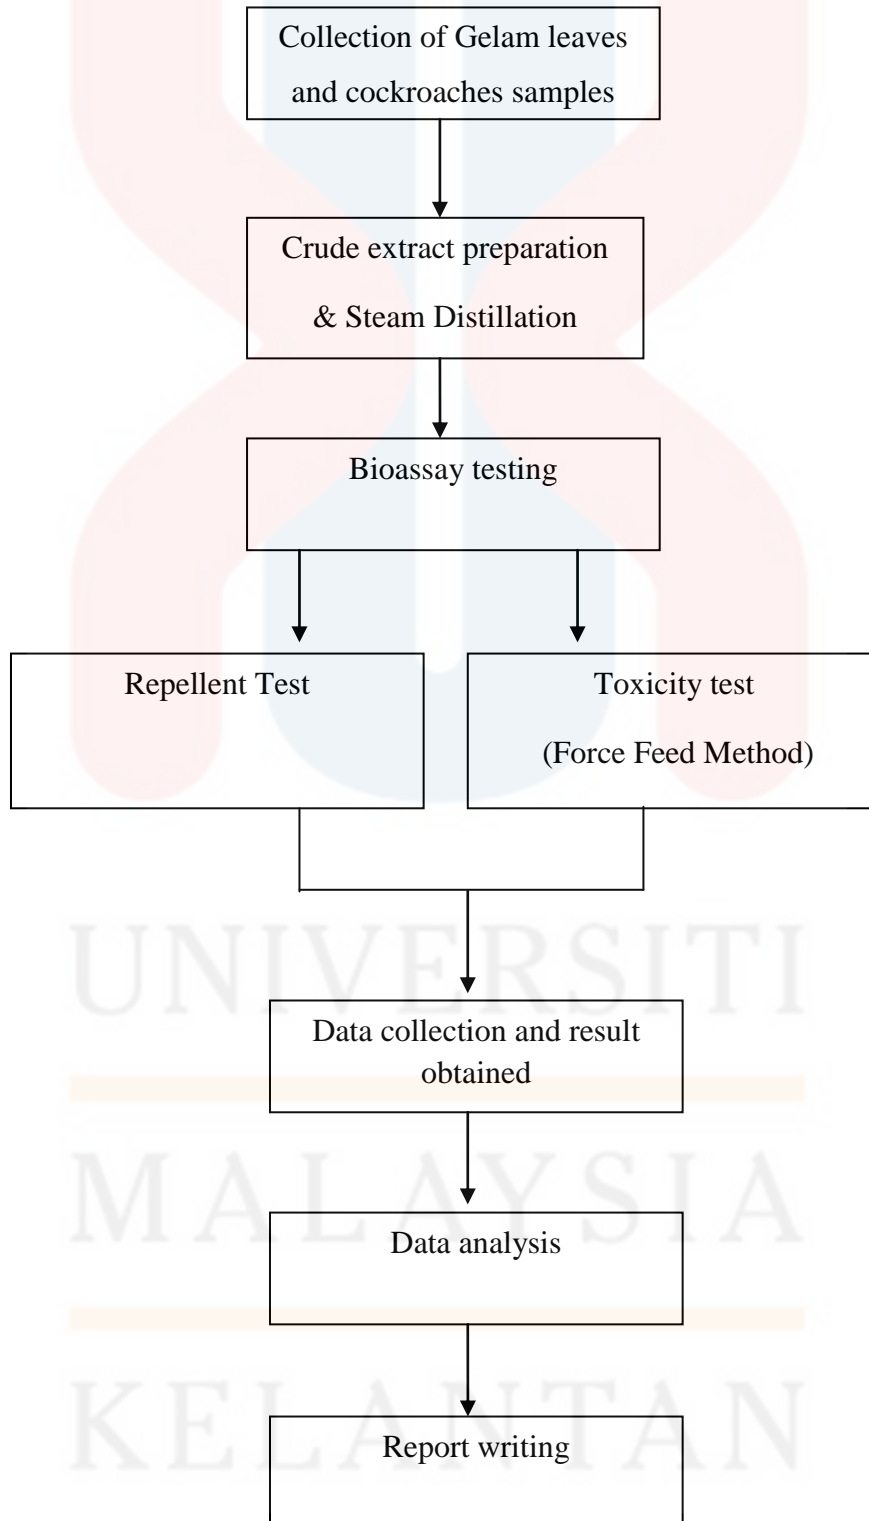 Collection of Gelam leaves
and cockroaches samples
Crude extract preparation
& Steam Distillation
Bioassay testing
Repellent Test
Toxicity test
(Force Feed Method)
UNIVERSITI
Data collection and result
obtained
MALAYSIA
Data analysis
KELANTAN
Report writing